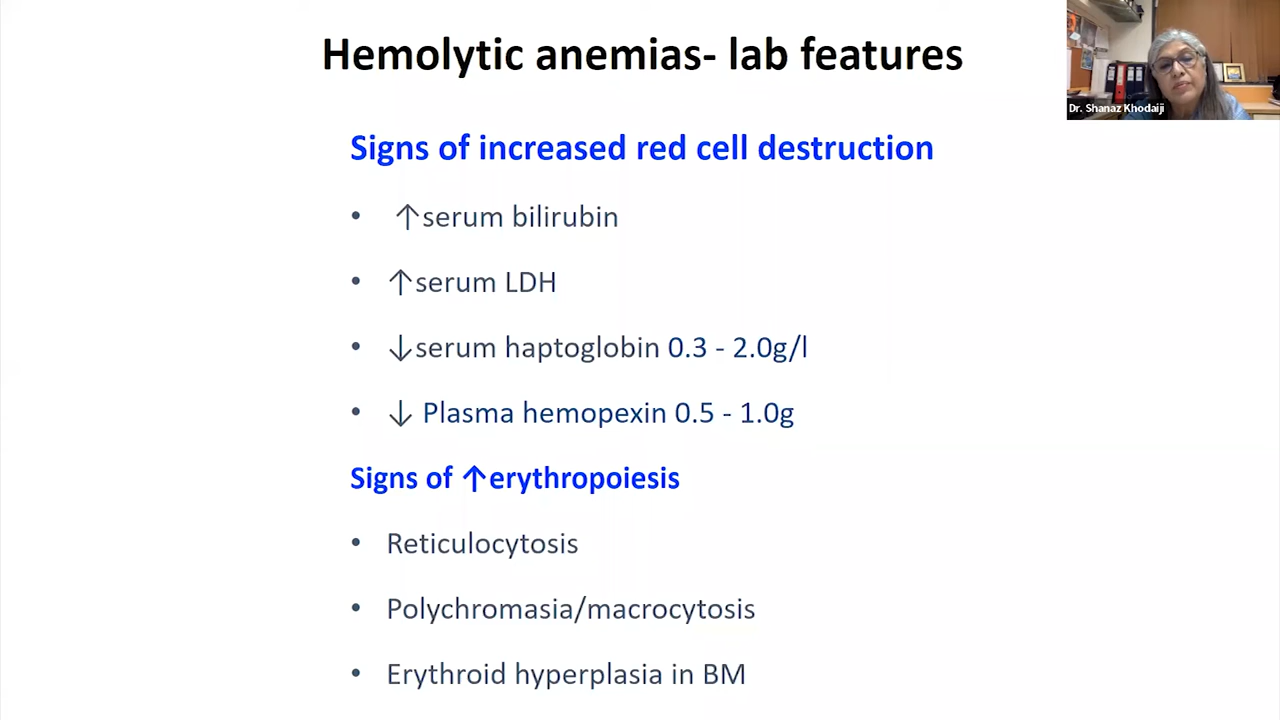 Hemolytic anemias- lab features
Dr. Shanaz Khodaiji
Signs of increased red cell destruction
• ↑serum bilirubin
• ↑serum LDH
• ↓serum haptoglobin 0.3 - 2.0g/l
• ↓ Plasma hemopexin 0.5 - 1.0g
Signs of ↑erythropoiesis
• Reticulocytosis
• Polychromasia/macrocytosis
• Erythroid hyperplasia in BM